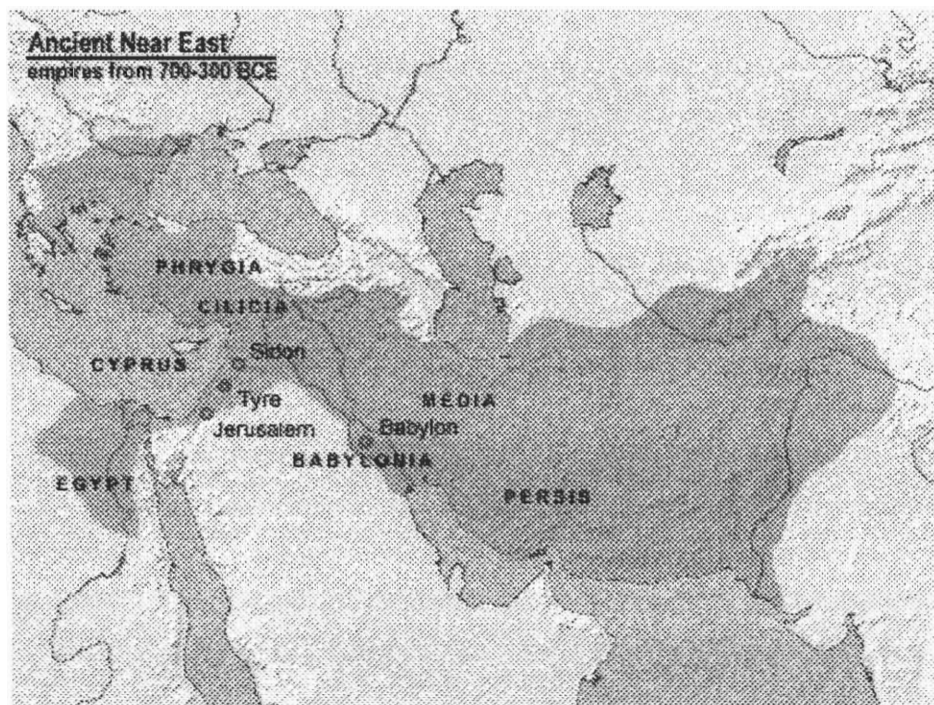 Ancient Near East
empires from 700-300 BCE
PHRYGIA
CILICIA
CYPRUS
Sidon
Tyre
MEDIA
Jerusalem
Babylon
BABYLONIA
EGYPT
PERSIS